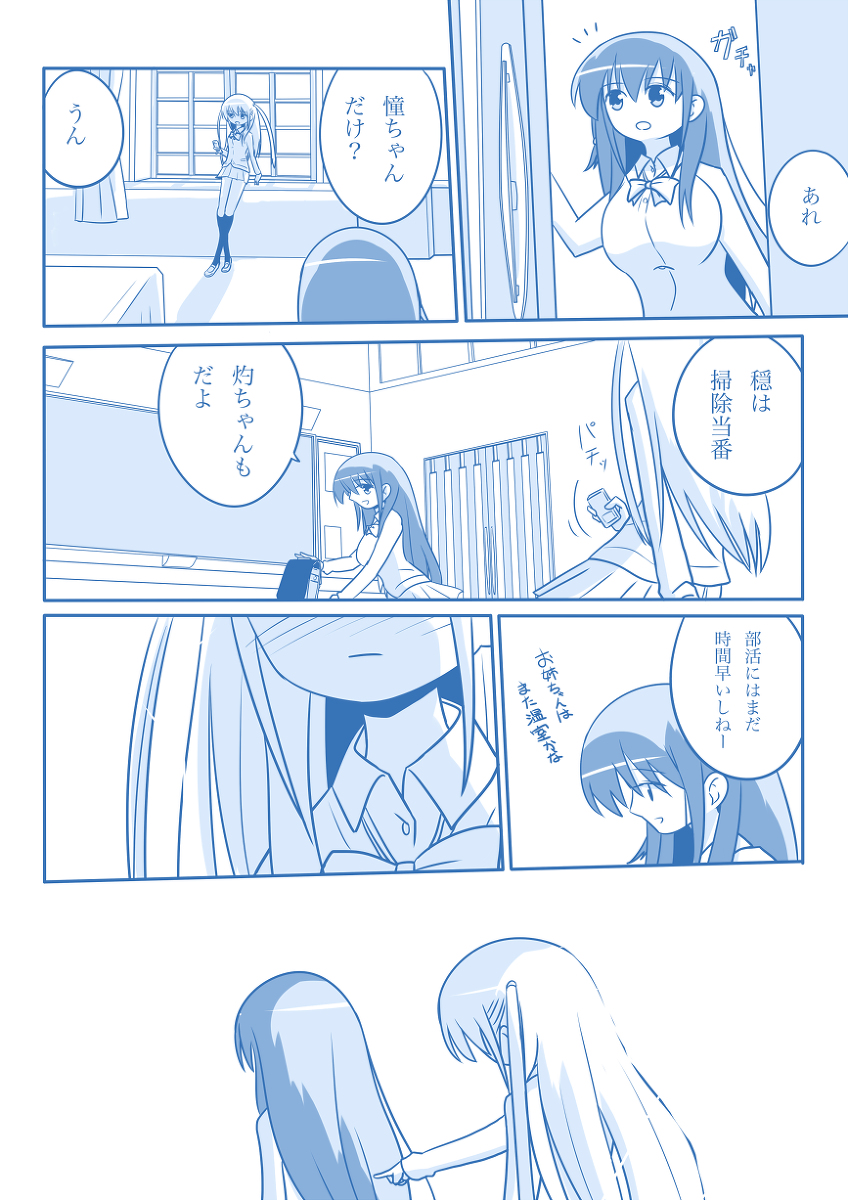 ガチャ
あれ
憧ちゃん
だけ？
うん
穏は
掃除当番
パチッ
灼ちゃんも
だよ
部活にはまだ
時間早いしねー
お姉ちゃんは
また温室かな